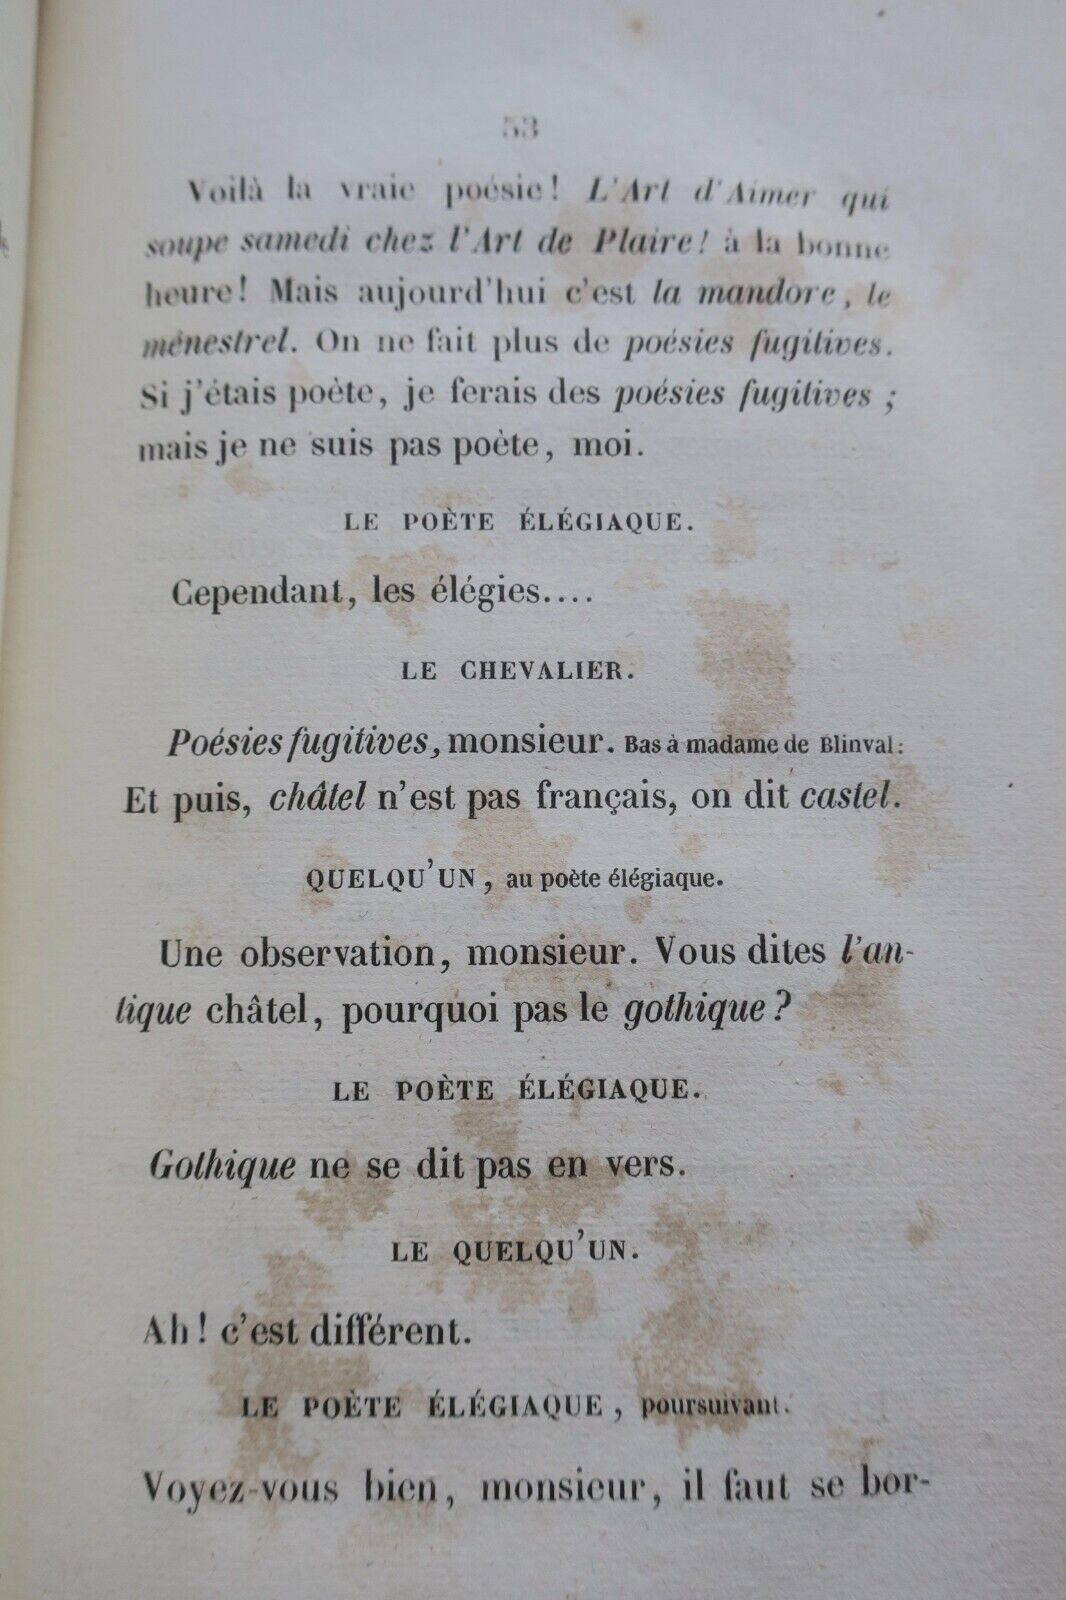 53
Voilà la vraie poésie! L'Art d'Aimer qui
soupe samedi chez l'Art de Plaire! à la bonne
heure! Mais aujourd'hui c'est la mandore, le
ménestrel. On ne fait plus de poésies fugitives.
Si j'étais poète, je ferais des poésies fugitives;
mais je ne suis pas poète, moi.
LE POÈTE ÉLÉGIAQUE.
Cependant, les élégies....
LE CHEVALIER.
Poésies fugitives, monsieur. Bas à madame de Blinval:
Et puis, châtel n'est pas français, on dit castel.
QUELQU'UN, au poète élégiaque.
Une observation, monsieur. Vous dites l'an-
tique châtel, pourquoi pas le gothique?
LE POÈTE ÉLÉGIAQUE.
Gothique ne se dit pas en vers.
LE QUELQU'UN.
Ah! c'est différent.
LE POÈTE ÉLÉGIAQUE, poursuivant.
Voyez-vous bien, monsieur, il faut se bor-